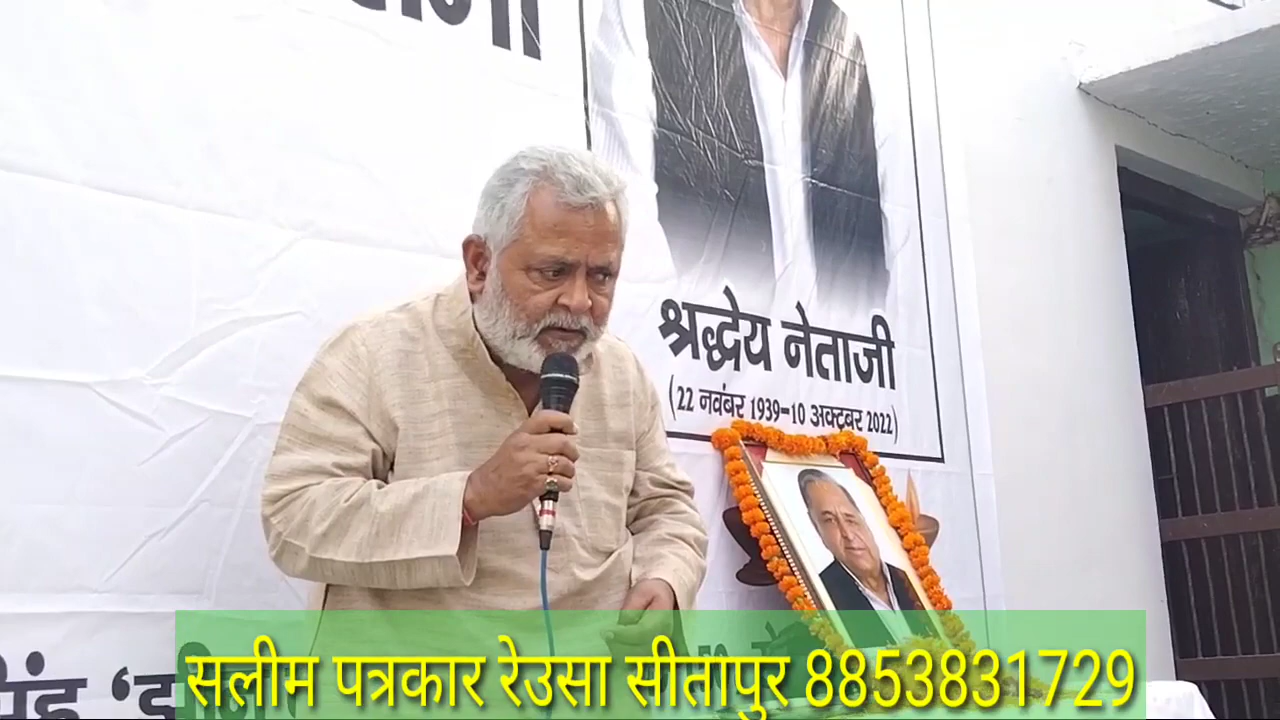 श्रद्धेय नेताजी
(22 नवंबर 1939=10 अक्टूबर 2022)
सलीम पत्रकार रेउसा सीतापुर 8853831729